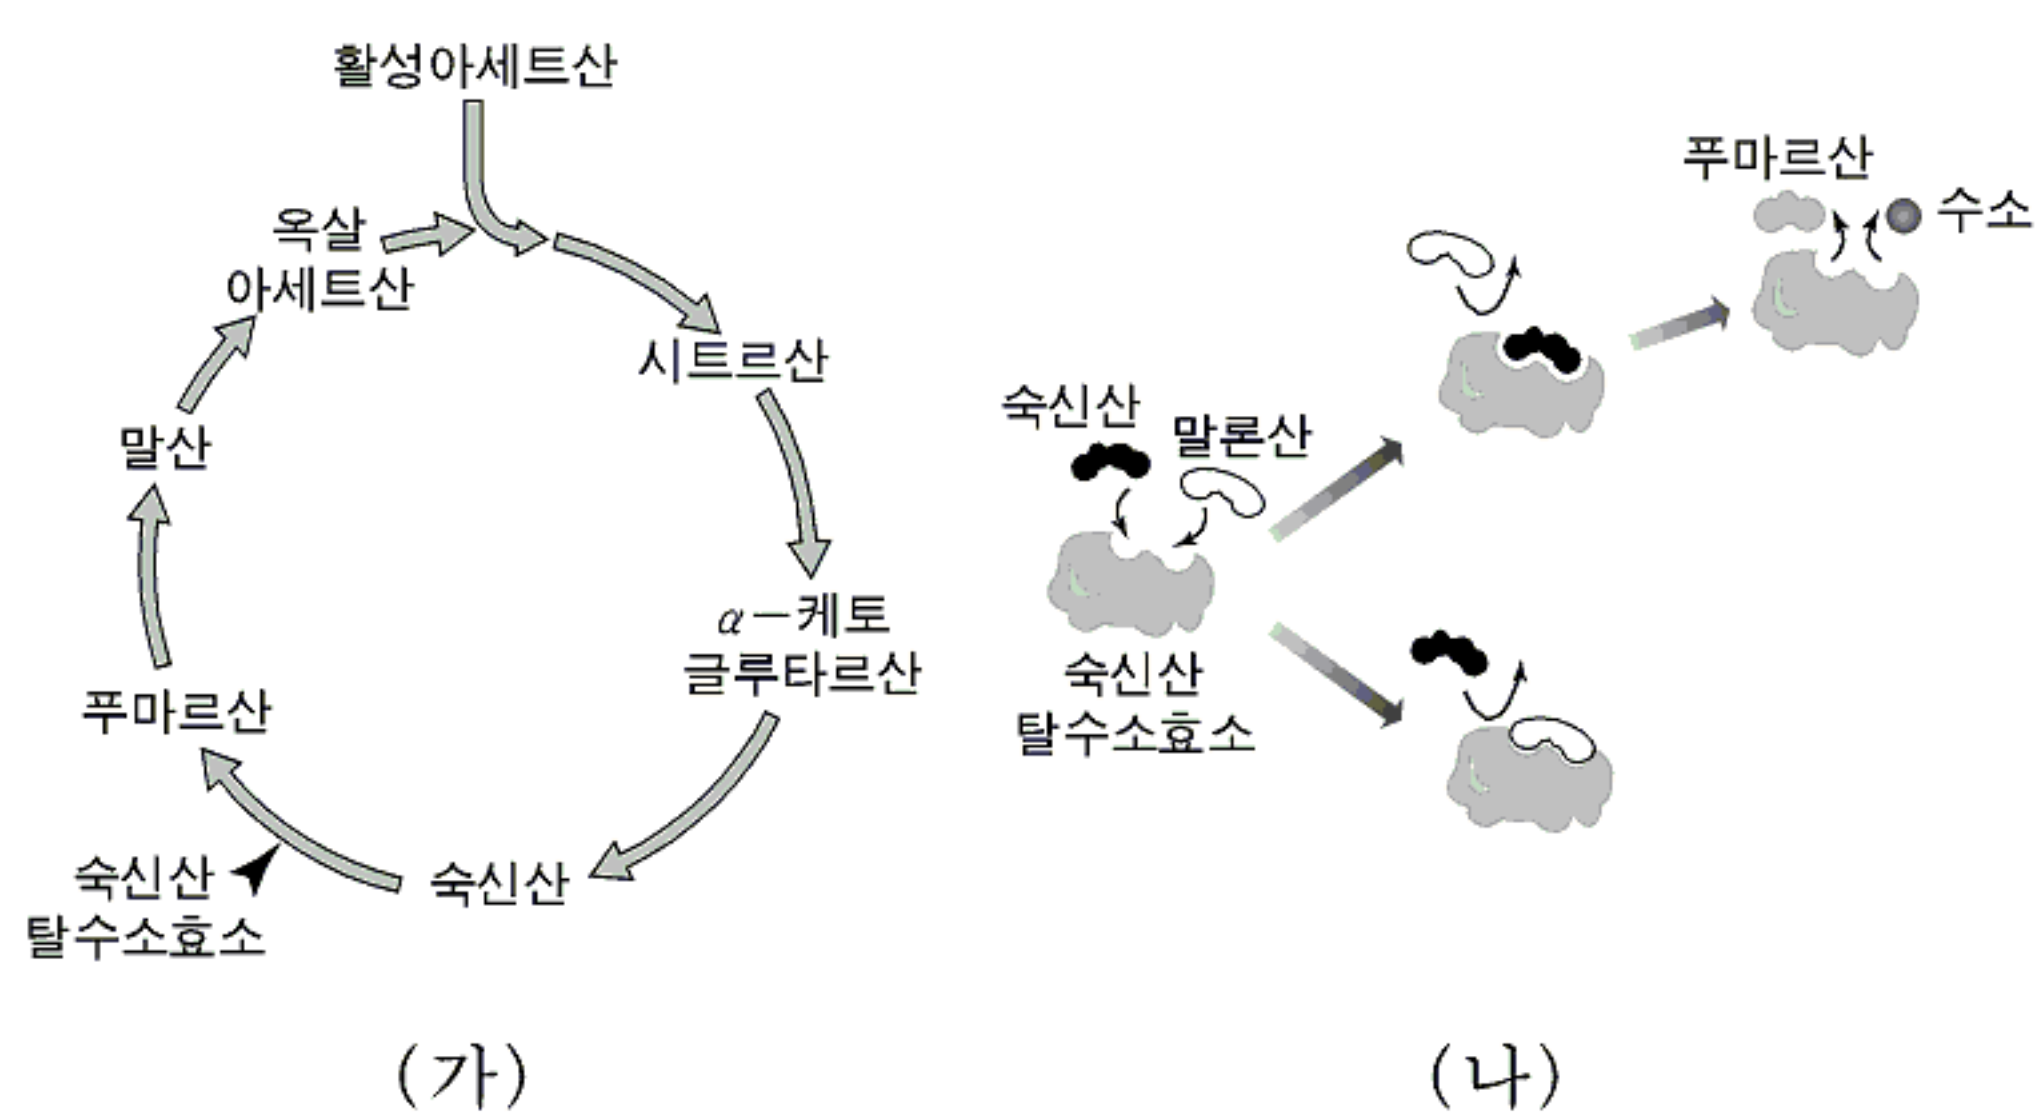 활성아세트산
옥살
아세트산
시트르산
말산
α－케토
글루타르산
푸마르산
숙신산
숙신산
탈수소효소
(가)
푸마르산
수소
숙신산
말론산
숙신산
탈수소효소
(나)